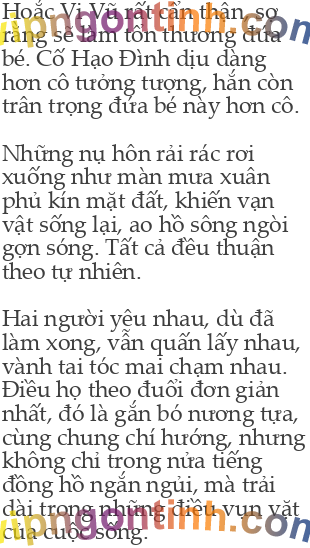 Hoắc Vi Vũ rất cẩn thận, sợ
rằng sẽ làm tổn thương đứa
bé. Cố Hạo Đình dịu dàng
hơn cô tưởng tượng, hắn còn
trân trọng đứa bé này hơn cô.
Những nụ hôn rải rác rơi
xuống như màn mưa xuân
phủ kín mặt đất, khiến vạn
vật sống lại, ao hồ sông ngòi
gợn sóng. Tất cả đều thuận
theo tự nhiên.
Hai người yêu nhau, dù đã
làm xong, vẫn quấn lấy nhau,
vành tai tóc mai chạm nhau.
Điều họ theo đuổi đơn giản
nhất, đó là gắn bó nương tựa,
cùng chung chí hướng, nhưng
không chỉ trong nửa tiếng
đồng hồ ngắn ngủi, mà trải
dài trong những điều vụn vặt
của cuộc sống.
vipngontinh.com
vipngontinh.com